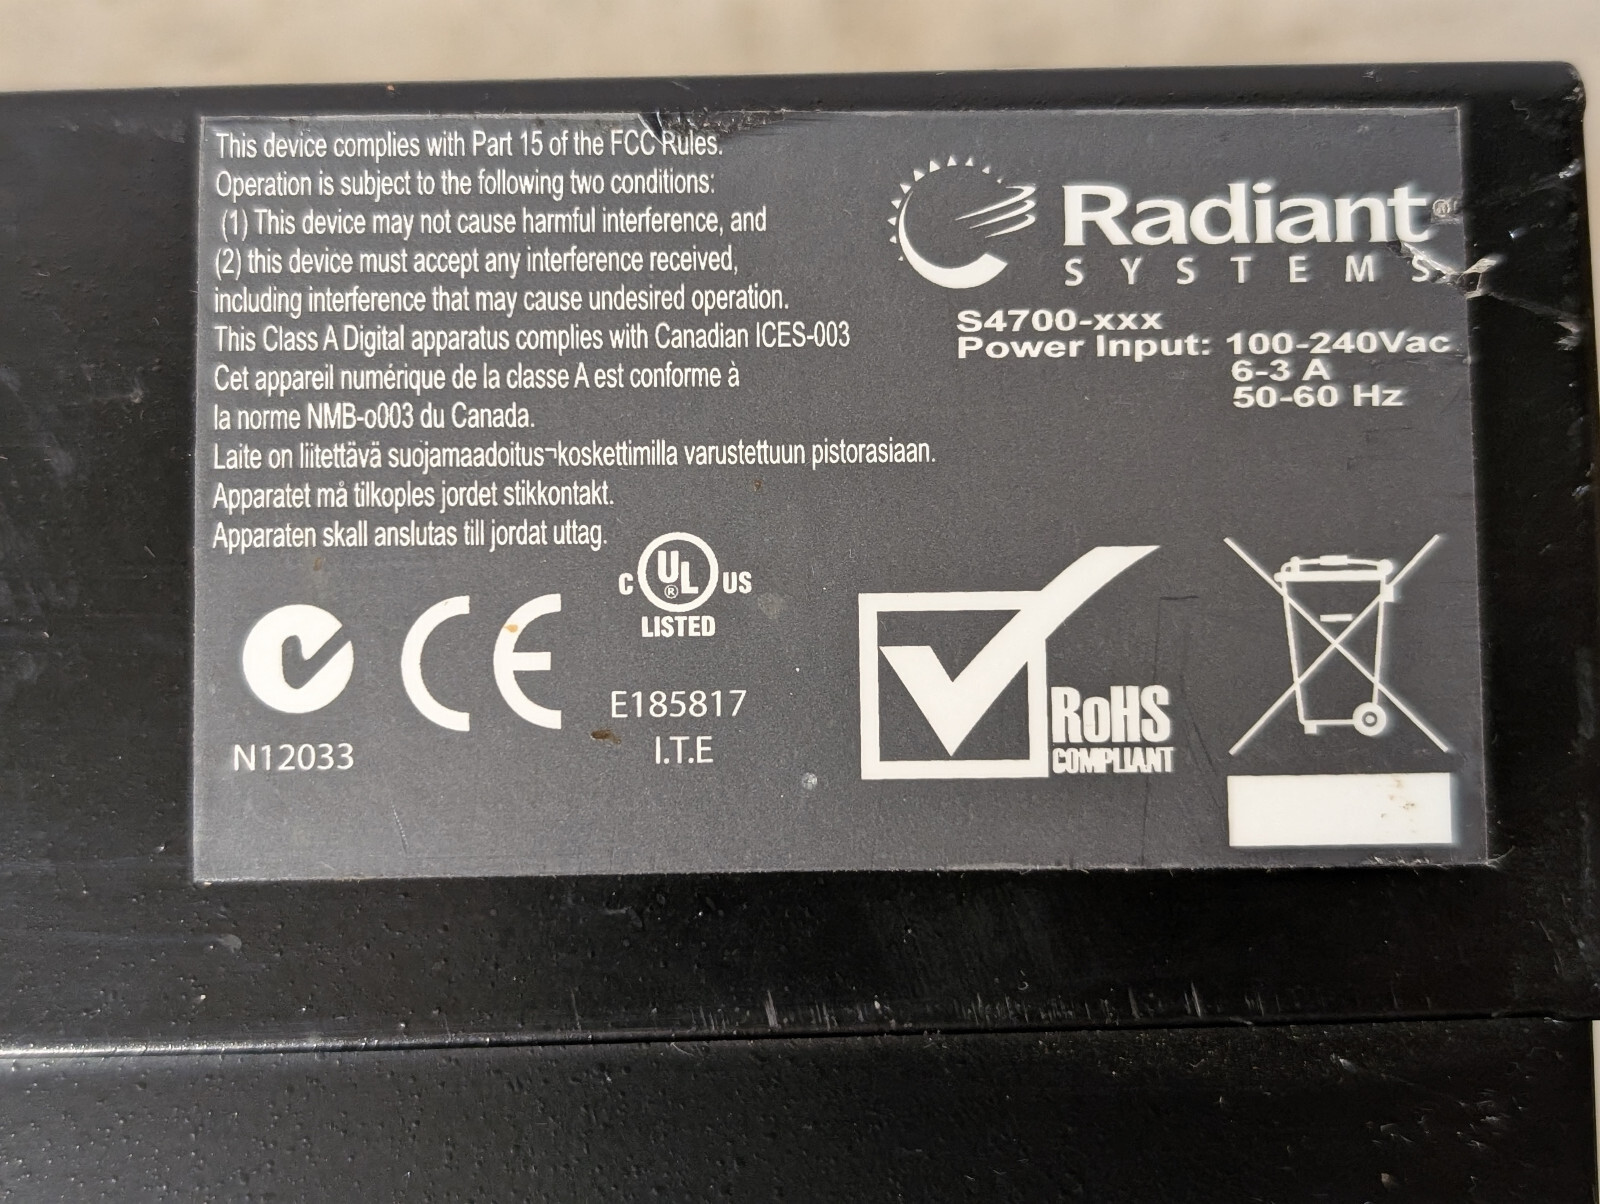 This device complies with Part 15 of the FCC Rules.
Operation is subject to the following two conditions:
(1) This device may not cause harmful interference, and
(2) this device must accept any interference received,
including interference that may cause undesired operation.
This Class A Digital apparatus complies with Canadian ICES-003
Cet appareil numérique de la classe A est conforme à
la norme NMB-o003 du Canada.
Laite on liitettävä suojamaadoitus¬koskettimilla varustettuun pistorasiaan.
Apparatet må tilkoples jordet stikkontakt.
Apparaten skall anslutas till jordat uttag.
Radiant®
SYSTEMS
S4700-xxx
Power Input: 100-240Vac
6-3 A
50-60 Hz
N12033
CE
C UL® US
LISTED
E185817
I.T.E
RoHS
COMPLIANT